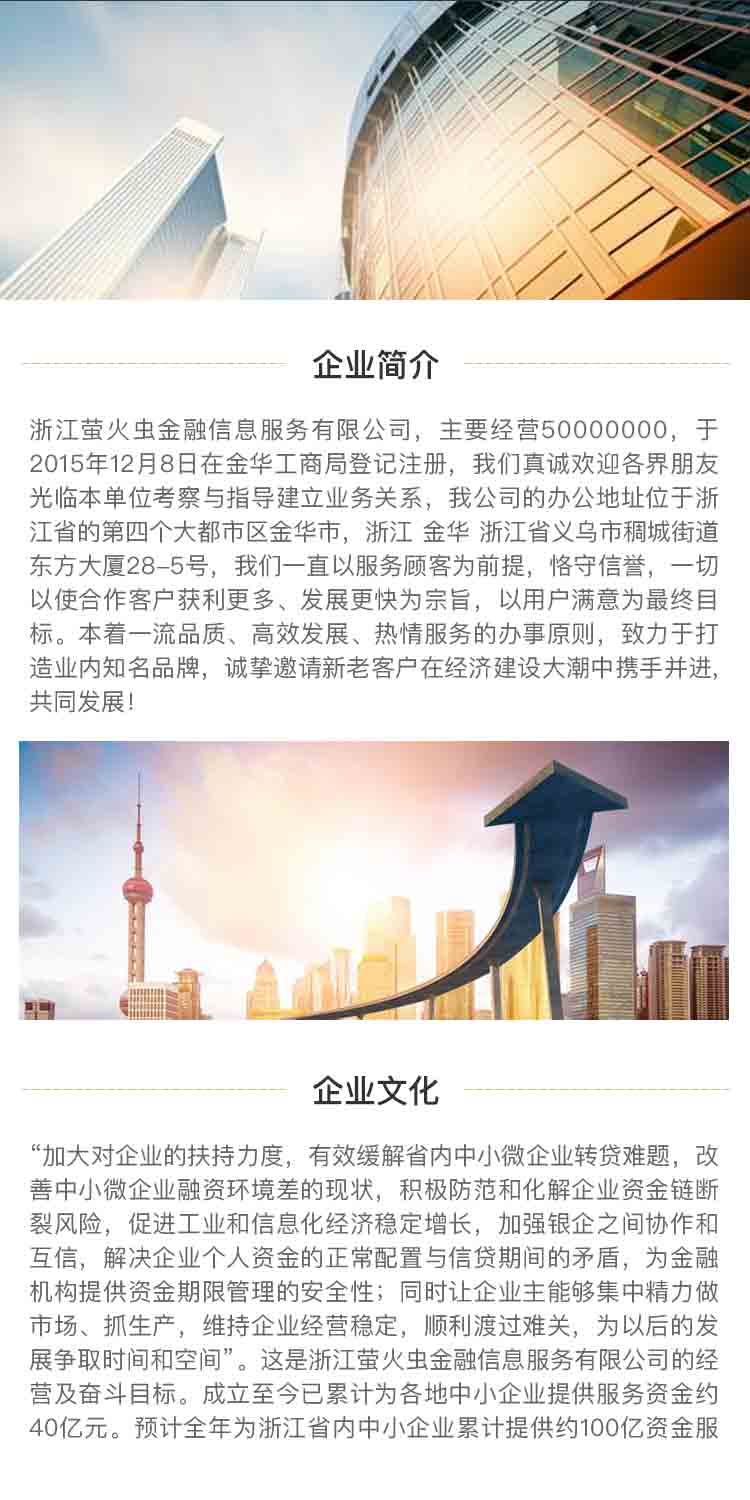 企业简介
浙江萤火虫金融信息服务有限公司，主要经营50000000，于
2015年12月8日在金华工商局登记注册，我们真诚欢迎各界朋友
光临本单位考察与指导建立业务关系，我公司的办公地址位于浙
江省的第四个大都市区金华市，浙江 金华 浙江省义乌市稠城街道
东方大厦28-5号，我们一直以服务顾客为前提，恪守信誉，一切
以使合作客户获利更多、发展更快为宗旨，以用户满意为最终目
标。本着一流品质、高效发展、热情服务的办事原则，致力于打
造业内知名品牌，诚挚邀请新老客户在经济建设大潮中携手并进,
共同发展！
企业文化
“加大对企业的扶持力度，有效缓解省内中小微企业转贷难题，改
善中小微企业融资环境差的现状，积极防范和化解企业资金链断
裂风险，促进工业和信息化经济稳定增长，加强银企之间协作和
互信，解决企业个人资金的正常配置与信贷期间的矛盾，为金融
机构提供资金期限管理的安全性；同时让企业主能够集中精力做
市场、抓生产，维持企业经营稳定，顺利渡过难关，为以后的发
展争取时间和空间”。这是浙江萤火虫金融信息服务有限公司的经
营及奋斗目标。成立至今已累计为各地中小企业提供服务资金约
40亿元。预计全年为浙江省内中小企业累计提供约100亿资金服